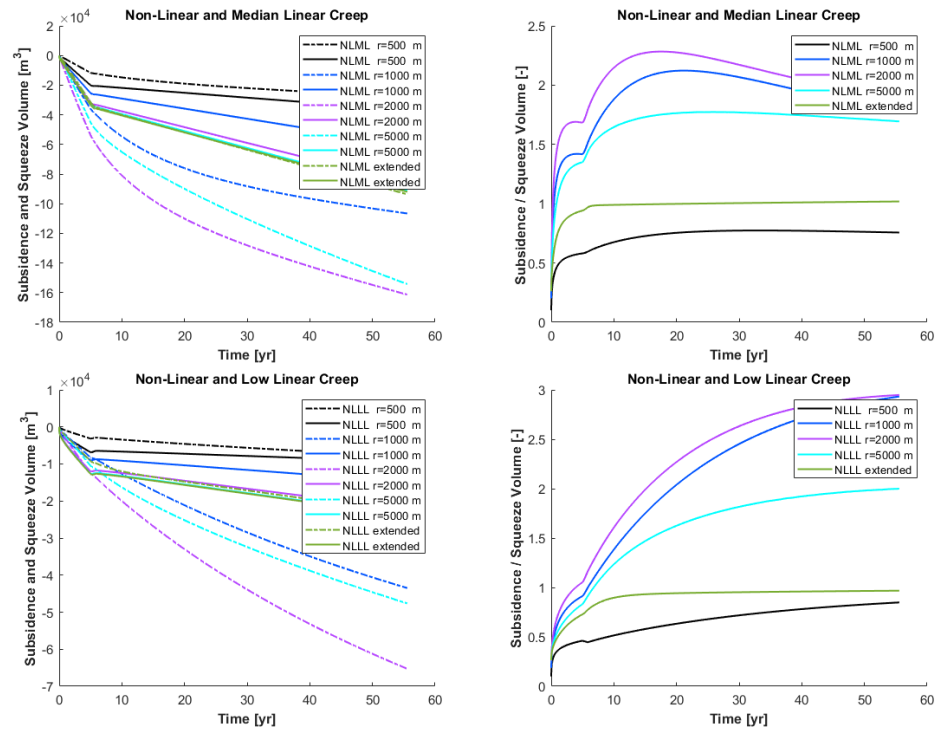 Non-Linear and Median Linear Creep
×10⁴
Subsidence and Squeeze Volume [m³]
2
0
-2
-4
-6
-8
-10
-12
-14
-16
-18
0 10 20 30 40 50 60
Time [yr]
NLML r=500 m
NLML r=500 m
NLML r=1000 m
NLML r=1000 m
NLML r=2000 m
NLML r=2000 m
NLML r=5000 m
NLML r=5000 m
NLML extended
NLML extended
Non-Linear and Median Linear Creep
Subsidence / Squeeze Volume [-]
2.5
2
1.5
1
0.5
0
0 10 20 30 40 50 60
Time [yr]
NLML r=500 m
NLML r=1000 m
NLML r=2000 m
NLML r=5000 m
NLML extended
Non-Linear and Low Linear Creep
×10⁴
Subsidence and Squeeze Volume [m³]
1
0
-1
-2
-3
-4
-5
-6
-7
0 10 20 30 40 50 60
Time [yr]
NLLL r=500 m
NLLL r=500 m
NLLL r=1000 m
NLLL r=1000 m
NLLL r=2000 m
NLLL r=2000 m
NLLL r=5000 m
NLLL r=5000 m
NLLL extended
NLLL extended
Non-Linear and Low Linear Creep
Subsidence / Squeeze Volume [-]
3
2.5
2
1.5
1
0.5
0
0 10 20 30 40 50 60
Time [yr]
NLLL r=500 m
NLLL r=1000 m
NLLL r=2000 m
NLLL r=5000 m
NLLL extended